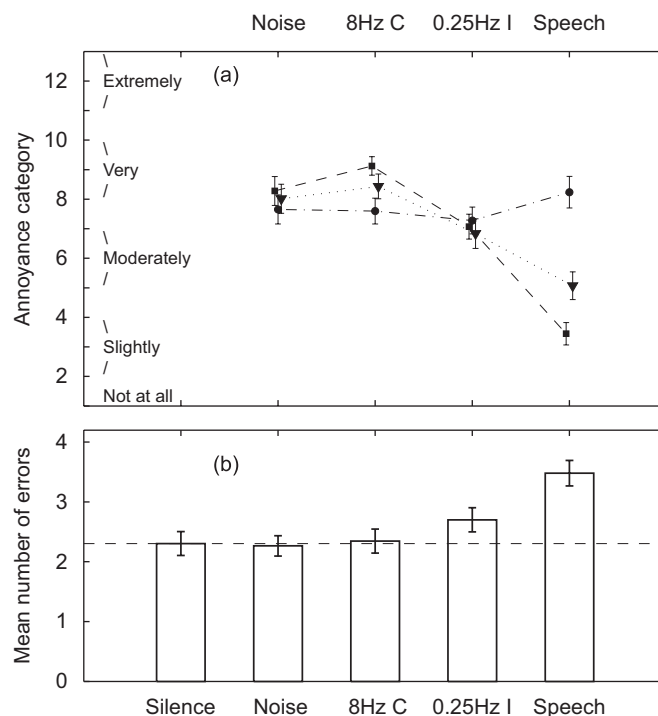 Noise 8Hz C 0.25Hz I Speech
(a)
12
10
8
6
4
2
Extremely
Very
Moderately
Slightly
Not at all
Annoyance category
(b)
4
3
2
1
0
Mean number of errors
Silence Noise 8Hz C 0.25Hz I Speech